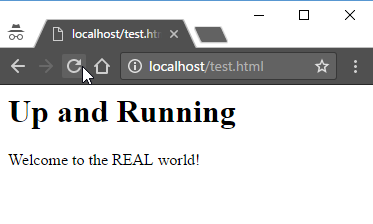 localhost/test.htm
localhost/test.html
Up and Running
Welcome to the REAL world!